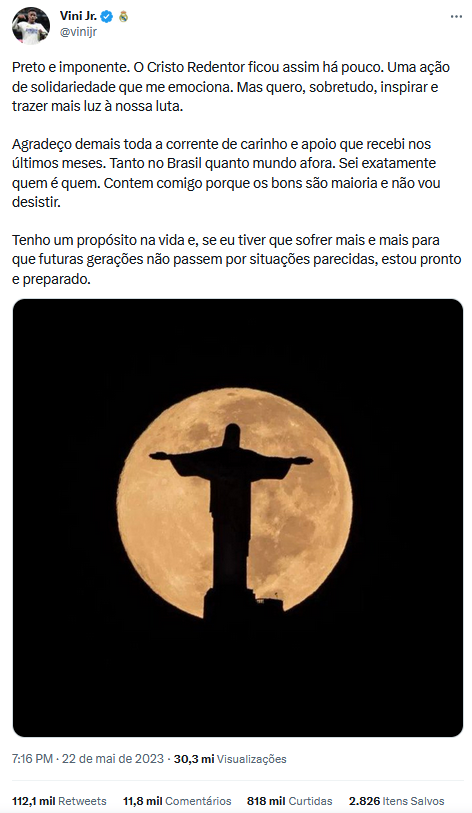 Vini Jr.
@vinijr
Preto e imponente. O Cristo Redentor ficou assim há pouco. Uma ação
de solidariedade que me emociona. Mas quero, sobretudo, inspirar e
trazer mais luz à nossa luta.
Agradeço demais toda a corrente de carinho e apoio que recebi nos
últimos meses. Tanto no Brasil quanto mundo afora. Sei exatamente
quem é quem. Contem comigo porque os bons são maioria e não vou
desistir.
Tenho um propósito na vida e, se eu tiver que sofrer mais e mais para
que futuras gerações não passem por situações parecidas, estou pronto
e preparado.
7:16 PM · 22 de mai de 2023 · 30,3 mi Visualizações
112,1 mil Retweets 11,8 mil Comentários 818 mil Curtidas 2.826 Itens Salvos